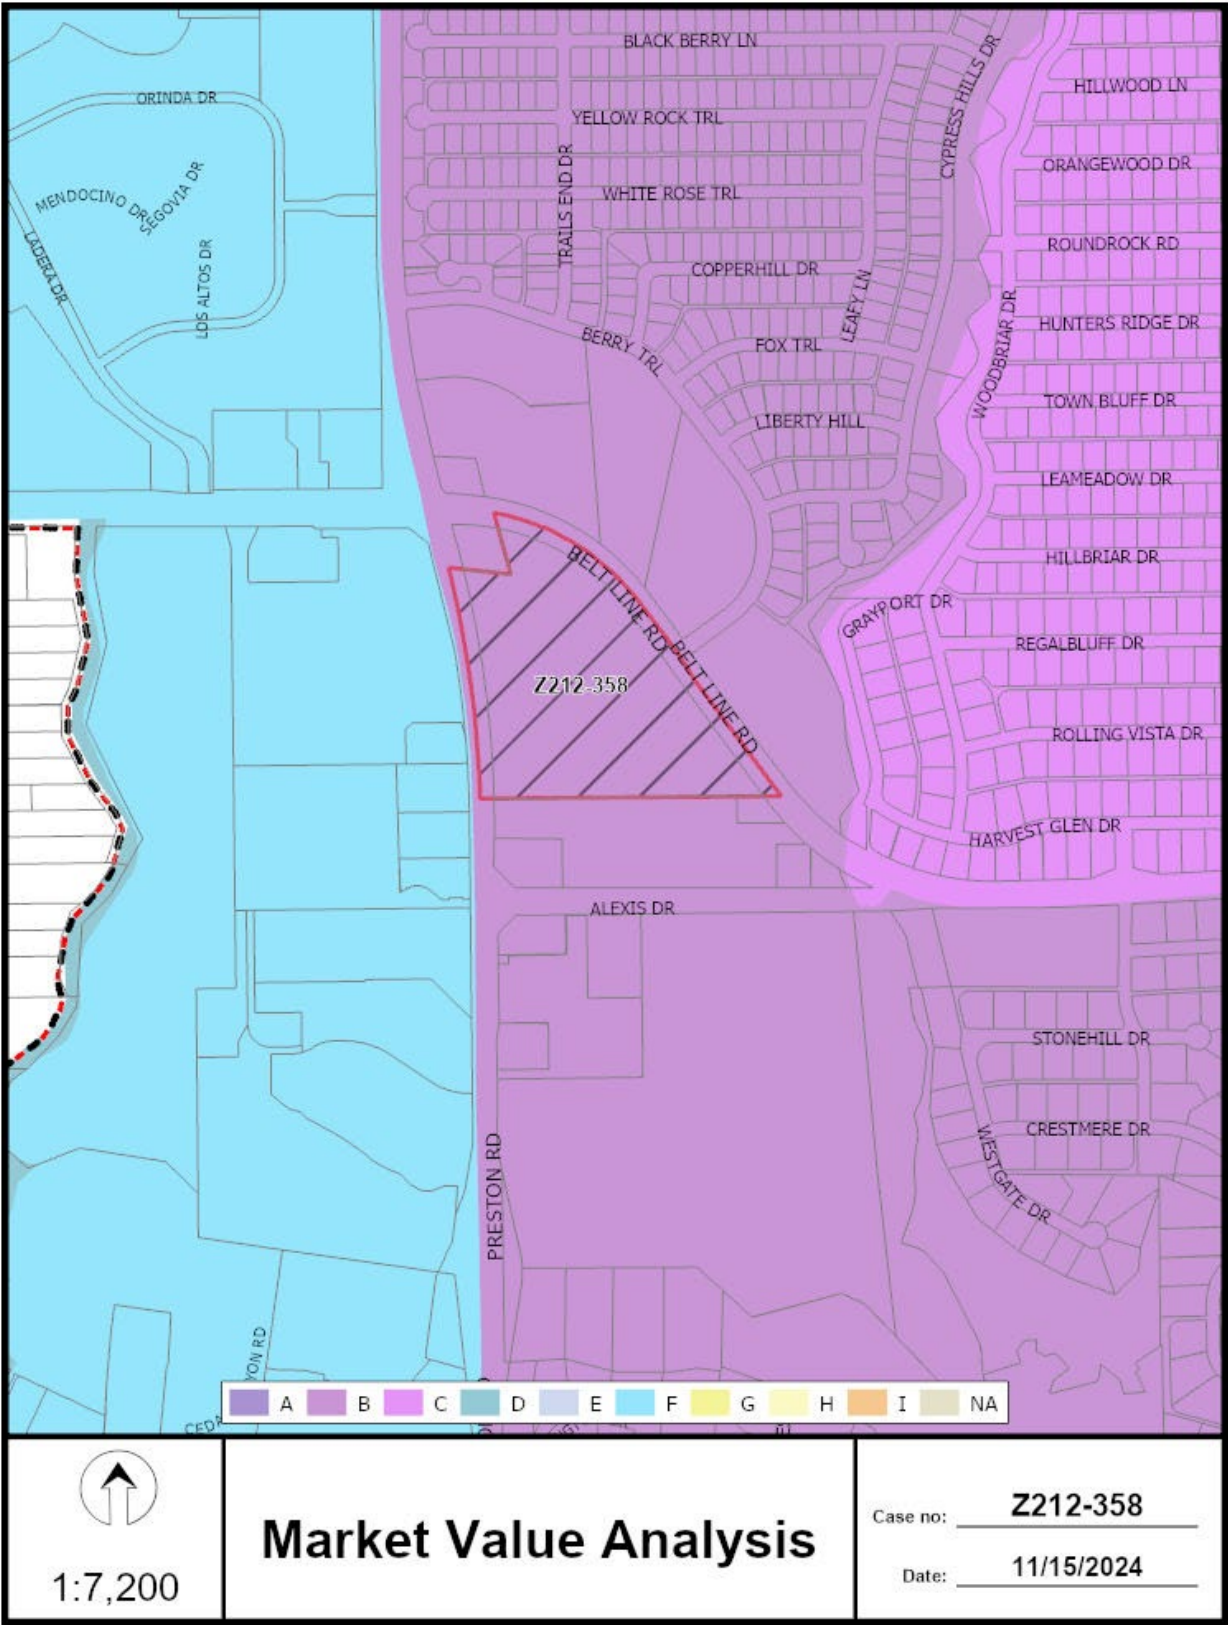 BLACK BERRY LN
HILLWOOD LN
ORINDA DR
YELLOW ROCK TRL
CYPRESS HILLS DR
TRAILS END DR
ORANGEWOOD DR
MENDOCINO DR
SEGOVIA DR
WHITE ROSE TRL
LADERA DR
LOS ALTOS DR
COPPERHILL DR
LEAFY LN
ROUNDROCK RD
BERRY TRL
FOX TRL
WOODBRIAR DR
HUNTERS RIDGE DR
LIBERTY HILL
TOWN BLUFF DR
LEAMEADOW DR
BELT LINE RD
HILLBRIAR DR
GRAYPORT DR
BELT LINE RD
REGALBLUFF DR
Z212-358
ROLLING VISTA DR
HARVEST GLEN DR
ALEXIS DR
STONEHILL DR
CRESTMERE DR
WESTGATE DR
PRESTON RD
YON RD
CEDA
A B C D E F G H I NA
1:7,200
Market Value Analysis
Case no: Z212-358
Date: 11/15/2024